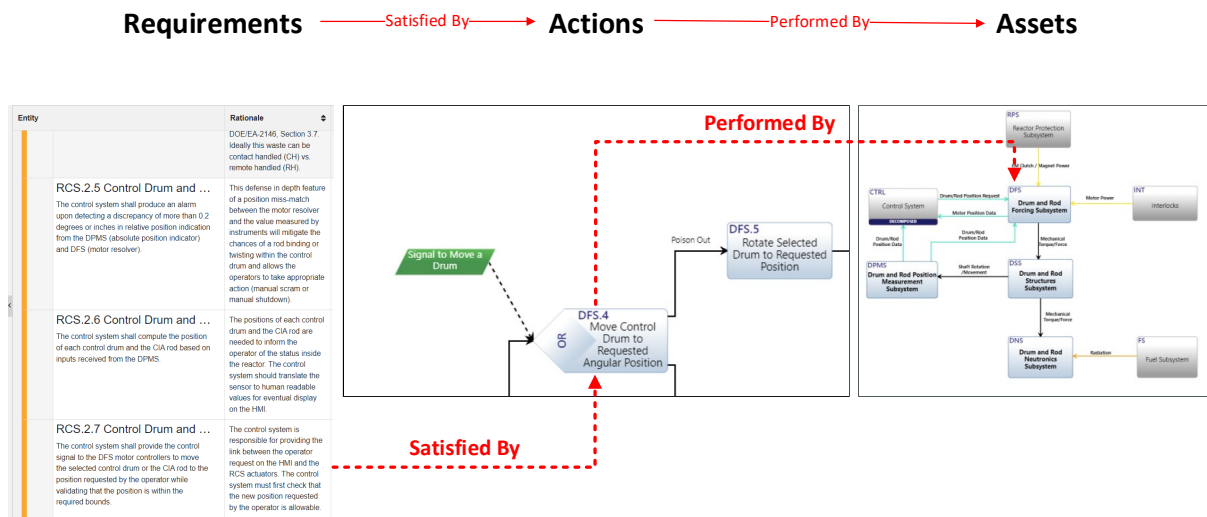 Requirements
Satisfied By
Actions
Performed By
Assets
Entity
Rationale
DOE/EA-2146, Section 3.7.
Ideally this waste can be
contact handled (CH) vs.
remote handled (RH).
RCS.2.5 Control Drum and ...
The control system shall produce an alarm
upon detecting a discrepancy of more than 0.2
degrees or inches in relative position indication
from the DPMS (absolute position indicator)
and DFS (motor resolver).
This defense in depth feature
of a position miss-match
between the motor resolver
and the value measured by
instruments will mitigate the
chances of a rod binding or
twisting within the control
drum and allows the
operators to take appropriate
action (manual scram or
manual shutdown).
RCS.2.6 Control Drum and ...
The control system shall compute the position
of each control drum and the CIA rod based on
inputs received from the DPMS.
The positions of each control
drum and the CIA rod are
needed to inform the
operator of the status inside
the reactor. The control
system should translate the
sensor to human readable
values for eventual display
on the HMI.
RCS.2.7 Control Drum and ...
The control system shall provide the control
signal to the DFS motor controllers to move
the selected control drum or the CIA rod to the
position requested by the operator while
validating that the position is within the
required bounds.
The control system is
responsible for providing the
link between the operator
request on the HMI and the
RCS actuators. The control
system must first check that
the new position requested
by the operator is allowable.
Performed By
Satisfied By
Signal to Move a
Drum
OR
DFS.4
Move Control
Drum to
Requested
Angular Position
Poison Out
DFS.5
Rotate Selected
Drum to Requested
Position
RPS
Reactor Protection
Subsystem
Clutch / Magnet Power
CTRL
Control System
DECOMPOSED
Drum/Rod Position Request
Motor Position Data
DFS
Drum and Rod
Forcing Subsystem
Motor Power
INT
Interlocks
Drum/Rod
Position Data
Drum/Rod
Position Data
Mechanical
Torque/Force
DPMS
Drum and Rod Position
Measurement
Subsystem
Shaft Rotation
/Movement
DSS
Drum and Rod
Structures
Subsystem
Mechanical
Torque/Force
DNS
Drum and Rod
Neutronics
Subsystem
Radiation
FS
Fuel Subsystem